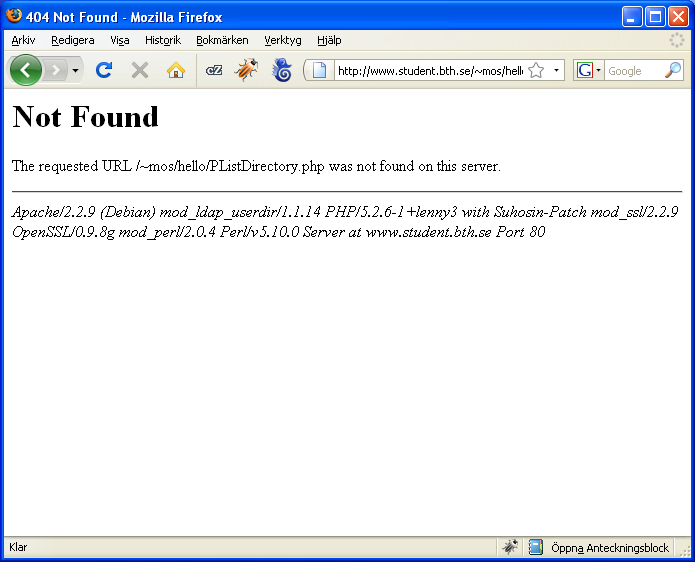 404 Not Found - Mozilla Firefox
Arkiv Redigera Visa Historik Bokmärken Verktyg Hjälp
http://www.student.bth.se/~mos/hell
G Google
Not Found
The requested URL /~mos/hello/PListDirectory.php was not found on this server.
Apache/2.2.9 (Debian) mod_ldap_userdir/1.1.14 PHP/5.2.6-1+lenny3 with Suhosin-Patch mod_ssl/2.2.9
OpenSSL/0.9.8g mod_perl/2.0.4 Perl/v5.10.0 Server at www.student.bth.se Port 80
Klar
Öppna Anteckningsblock